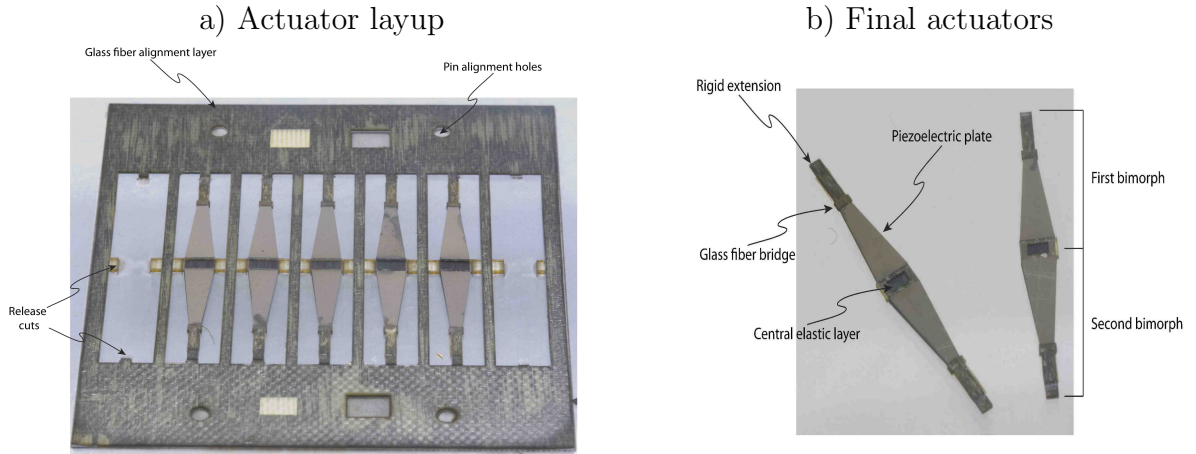 a) Actuator layup
Glass fiber alignment layer
Pin alignment holes
Release
cuts
b) Final actuators
Rigid extension
Piezoelectric plate
First bimorph
Glass fiber bridge
Central elastic layer
Second bimorph